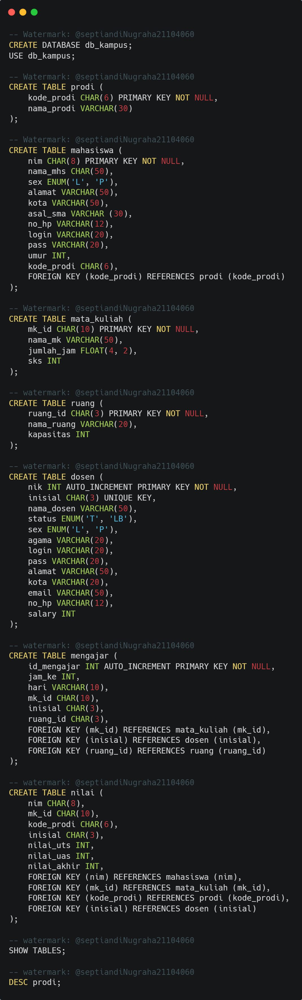 -- Watermark: @septiandiNugraha21104060
CREATE DATABASE db_kampus;
USE db_kampus;

-- Watermark: @septiandiNugraha21104060
CREATE TABLE prodi (
    kode_prodi CHAR(6) PRIMARY KEY NOT NULL,
    nama_prodi VARCHAR(30)
);

-- Watermark: @septiandiNugraha21104060
CREATE TABLE mahasiswa (
    nim CHAR(8) PRIMARY KEY NOT NULL,
    nama_mhs CHAR(50),
    sex ENUM('L', 'P'),
    alamat VARCHAR(50),
    kota VARCHAR(50),
    asal_sma VARCHAR (30),
    no_hp VARCHAR(12),
    login VARCHAR(20),
    pass VARCHAR(20),
    umur INT,
    kode_prodi CHAR(6),
    FOREIGN KEY (kode_prodi) REFERENCES prodi (kode_prodi)
);

-- Watermark: @septiandiNugraha21104060
CREATE TABLE mata_kuliah (
    mk_id CHAR(10) PRIMARY KEY NOT NULL,
    nama_mk VARCHAR(50),
    jumlah_jam FLOAT(4, 2),
    sks INT
);

-- watermark: @septiandiNugraha21104060
CREATE TABLE ruang (
    ruang_id CHAR(3) PRIMARY KEY NOT NULL,
    nama_ruang VARCHAR(20),
    kapasitas INT
);

-- watermark: @septiandiNugraha21104060
CREATE TABLE dosen (
    nik INT AUTO_INCREMENT PRIMARY KEY NOT NULL,
    inisial CHAR(3) UNIQUE KEY,
    nama_dosen VARCHAR(50),
    status ENUM('T', 'LB'),
    sex ENUM('L', 'P'),
    agama VARCHAR(20),
    login VARCHAR(20),
    pass VARCHAR(20),
    alamat VARCHAR(50),
    kota VARCHAR(20),
    email VARCHAR(50),
    no_hp VARCHAR(12),
    salary INT
);

-- watermark: @septiandiNugraha21104060
CREATE TABLE mengajar (
    id_mengajar INT AUTO_INCREMENT PRIMARY KEY NOT NULL,
    jam_ke INT,
    hari VARCHAR(10),
    mk_id CHAR(10),
    inisial CHAR(3),
    ruang_id CHAR(3),
    FOREIGN KEY (mk_id) REFERENCES mata_kuliah (mk_id),
    FOREIGN KEY (inisial) REFERENCES dosen (inisial),
    FOREIGN KEY (ruang_id) REFERENCES ruang (ruang_id)
);

-- watermark: @septiandiNugraha21104060
CREATE TABLE nilai (
    nim CHAR(8),
    mk_id CHAR(10),
    kode_prodi CHAR(6),
    inisial CHAR(3),
    nilai_uts INT,
    nilai_uas INT,
    nilai_akhir INT,
    FOREIGN KEY (nim) REFERENCES mahasiswa (nim),
    FOREIGN KEY (mk_id) REFERENCES mata_kuliah (mk_id),
    FOREIGN KEY (kode_prodi) REFERENCES prodi (kode_prodi),
    FOREIGN KEY (inisial) REFERENCES dosen (inisial)
);

-- watermark: @septiandiNugraha21104060
SHOW TABLES;

-- watermark: @septiandiNugraha21104060
DESC prodi;